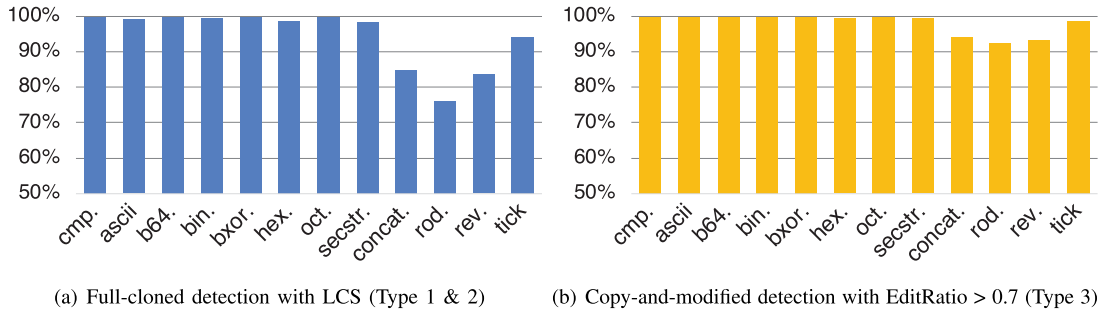 100%
90%
80%
70%
60%
50%
cmp.
ascii
b64.
bin.
bxor.
hex.
oct.
secstr.
concat.
rod.
rev.
tick
(a) Full-cloned detection with LCS (Type 1 & 2)
100%
90%
80%
70%
60%
50%
cmp.
ascii
b64.
bin.
bxor.
hex.
oct.
secstr.
concat.
rod.
rev.
tick
(b) Copy-and-modified detection with EditRatio > 0.7 (Type 3)